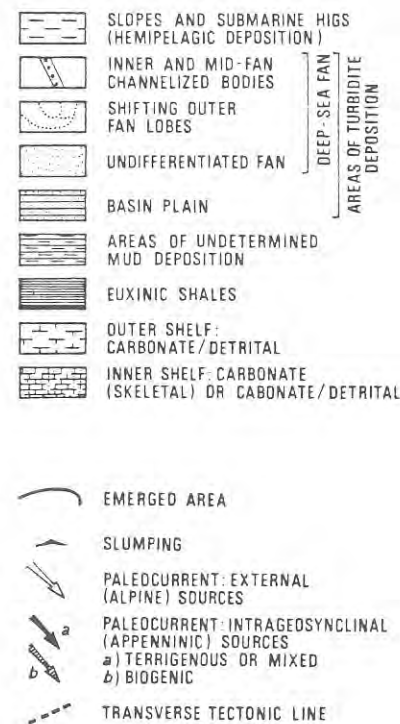 SLOPES AND SUBMARINE HIGS
(HEMIPELAGIC DEPOSITION)
INNER AND MID-FAN
CHANNELIZED BODIES
SHIFTING OUTER
FAN LOBES
UNDIFFERENTIATED FAN
DEEP-SEA FAN
BASIN PLAIN
AREAS OF TURBIDITE
DEPOSITION
AREAS OF UNDETERMINED
MUD DEPOSITION
EUXINIC SHALES
OUTER SHELF:
CARBONATE/DETRITAL
INNER SHELF: CARBONATE
(SKELETAL) OR CABONATE/DETRITAL
EMERGED AREA
SLUMPING
PALEOCURRENT: EXTERNAL
(ALPINE) SOURCES
a
b
PALEOCURRENT: INTRAGEOSYNCLINAL
(APPENNINIC) SOURCES
a) TERRIGENOUS OR MIXED
b) BIOGENIC
TRANSVERSE TECTONIC LINE